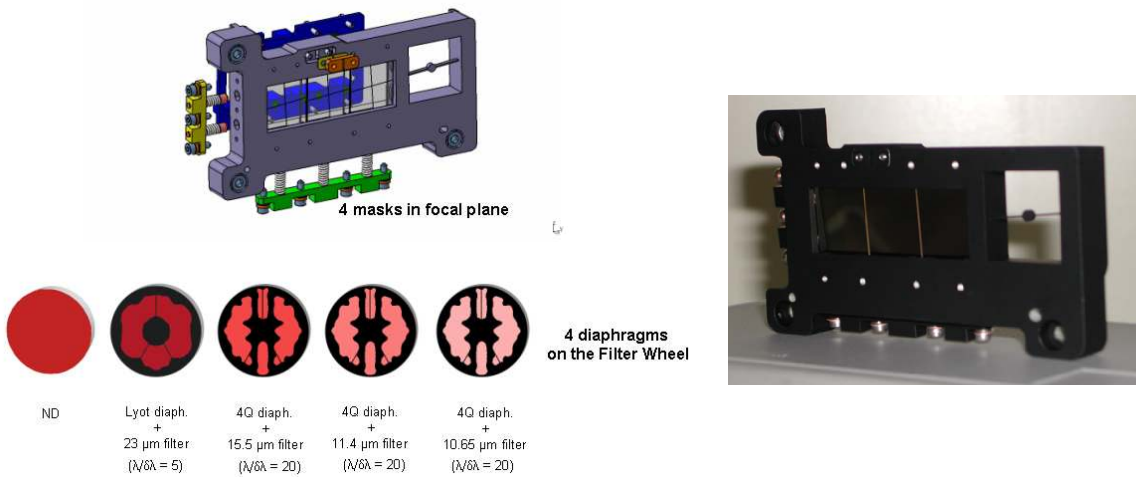 4 masks in focal plane
4 diaphragms
on the Filter Wheel
ND
Lyot diaph.
+
23 µm filter
(λ/δλ = 5)
4Q diaph.
+
15.5 µm filter
(λ/δλ = 20)
4Q diaph.
+
11.4 µm filter
(λ/δλ = 20)
4Q diaph.
+
10.65 µm filter
(λ/δλ = 20)